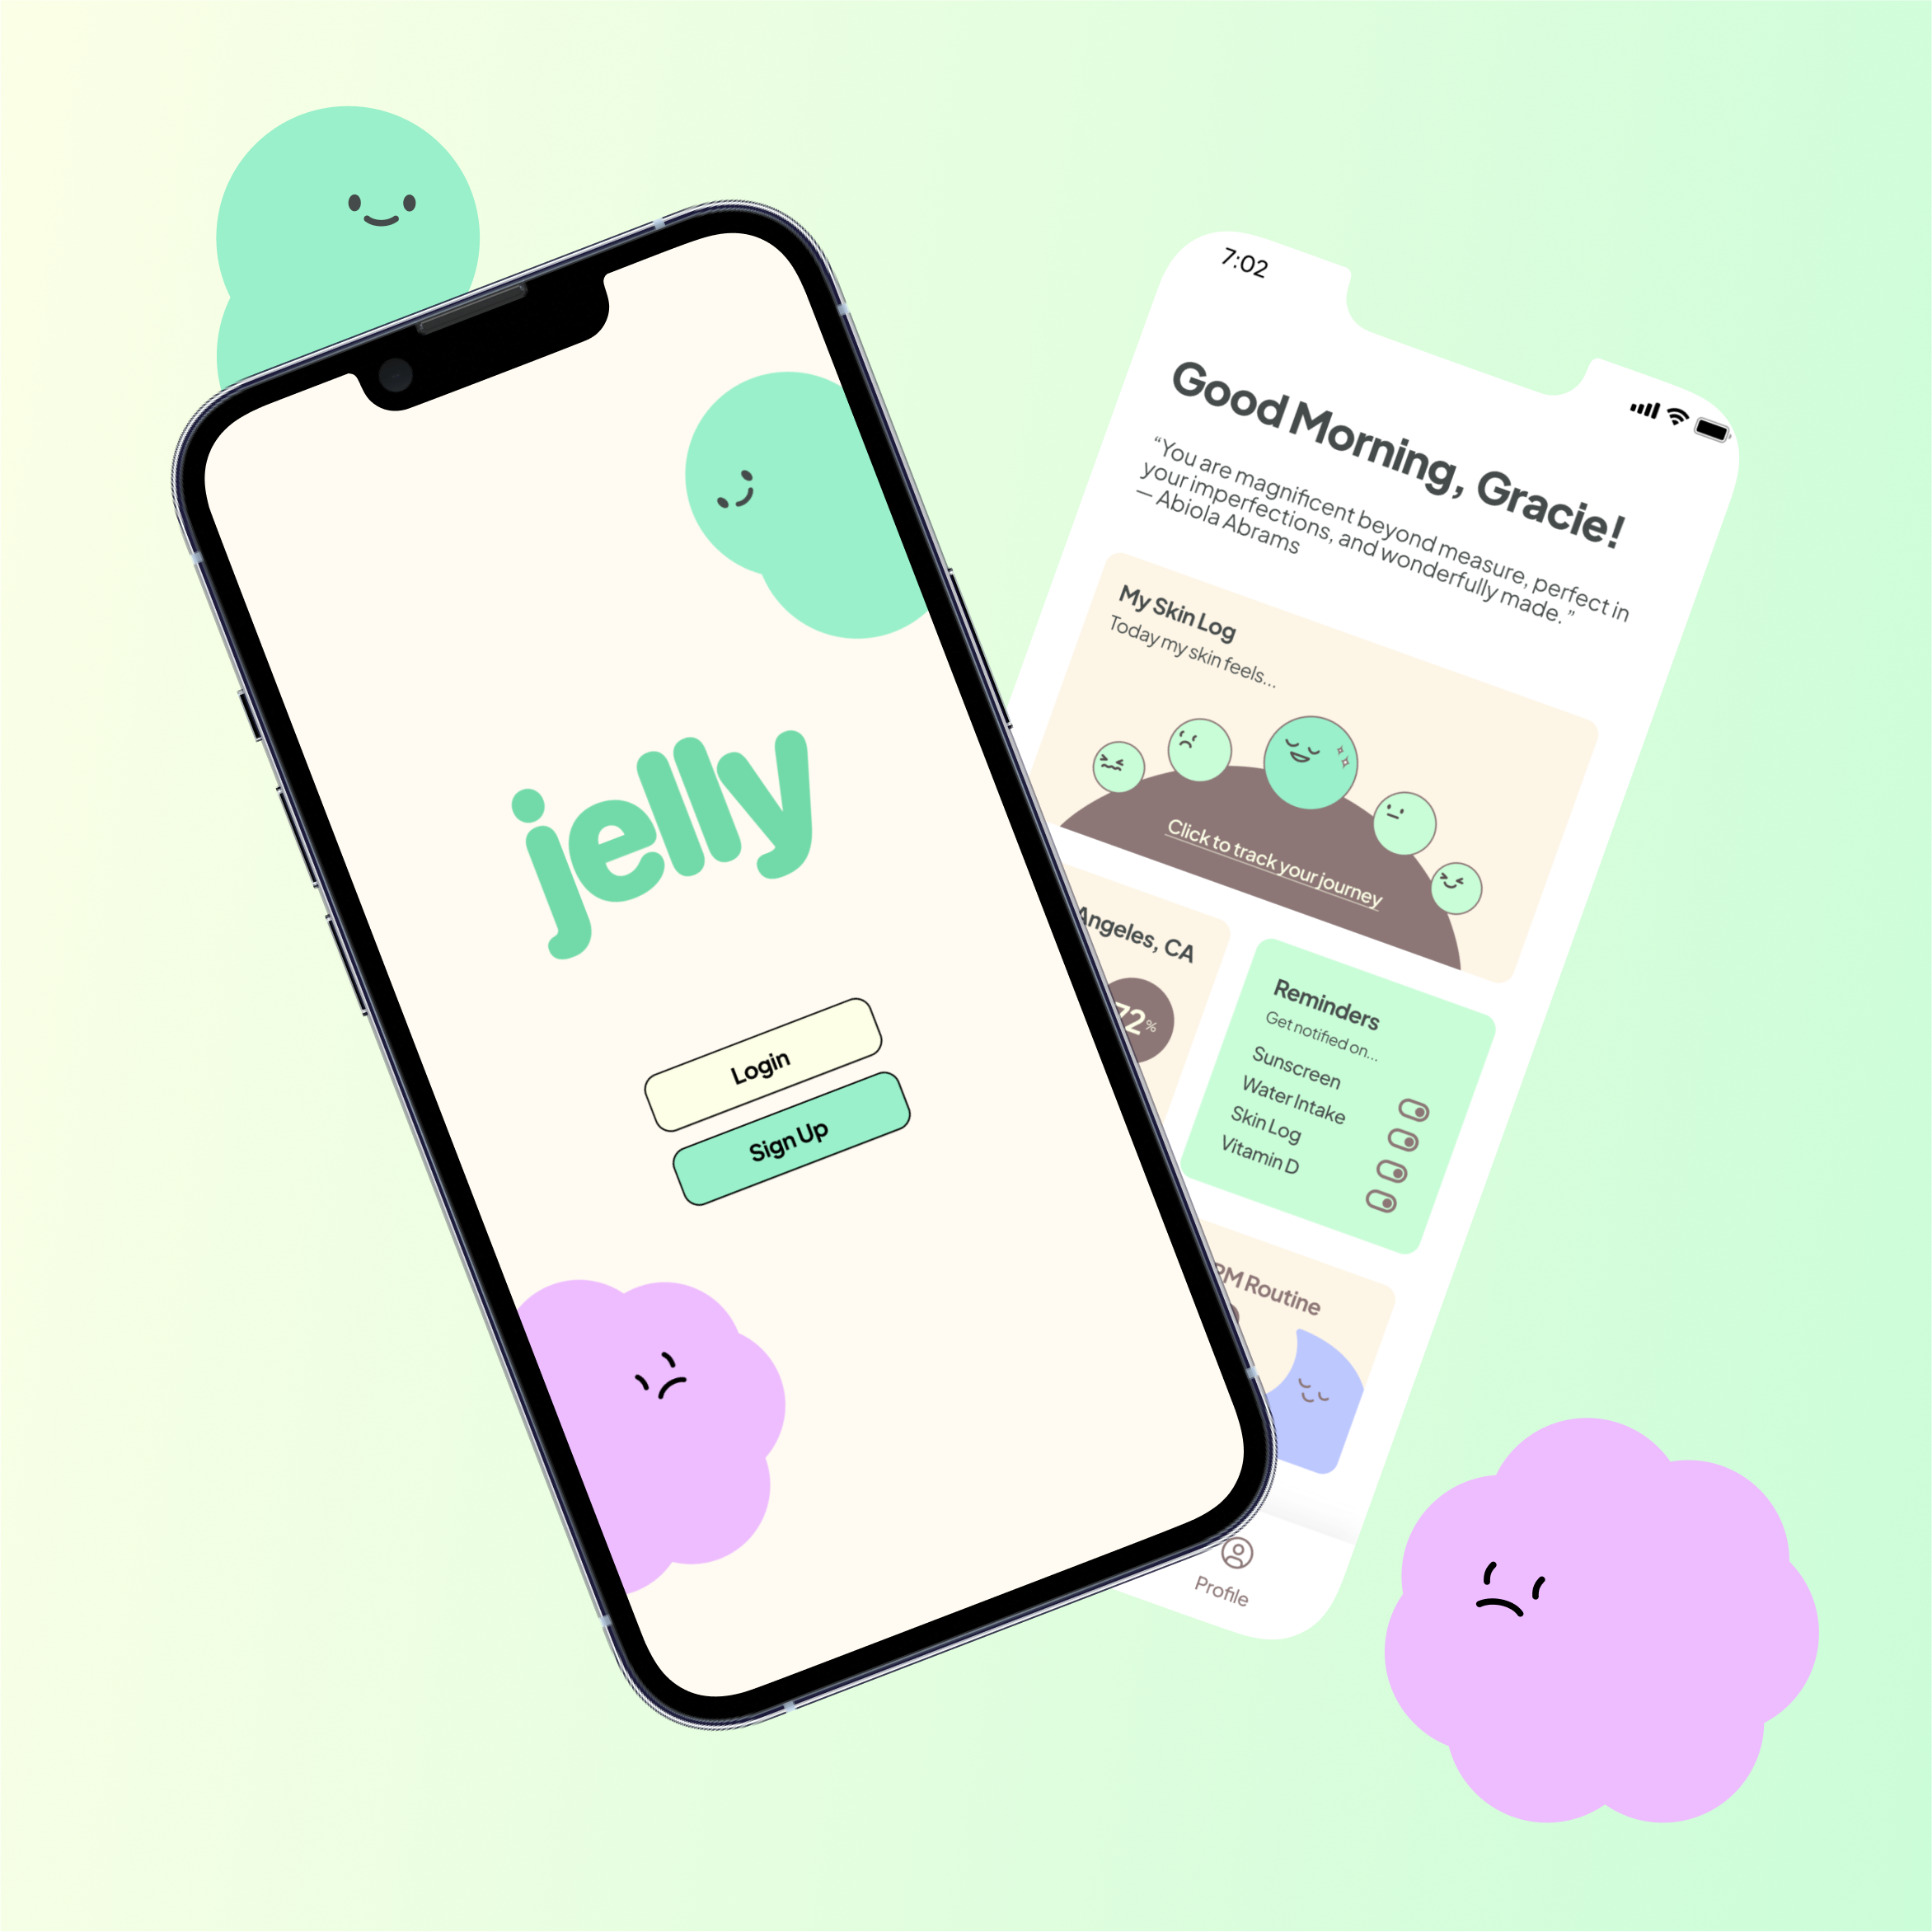 jelly
Login
Sign Up
7:02
Good Morning, Gracie!
“You are magnificent beyond measure, perfect in
your imperfections, and wonderfully made.”
— Abiola Abrams
My Skin Log
Today my skin feels...
Click to track your journey
Angeles, CA
72%
Reminders
Get notified on...
Sunscreen
Water Intake
Skin Log
Vitamin D
PM Routine
Profile